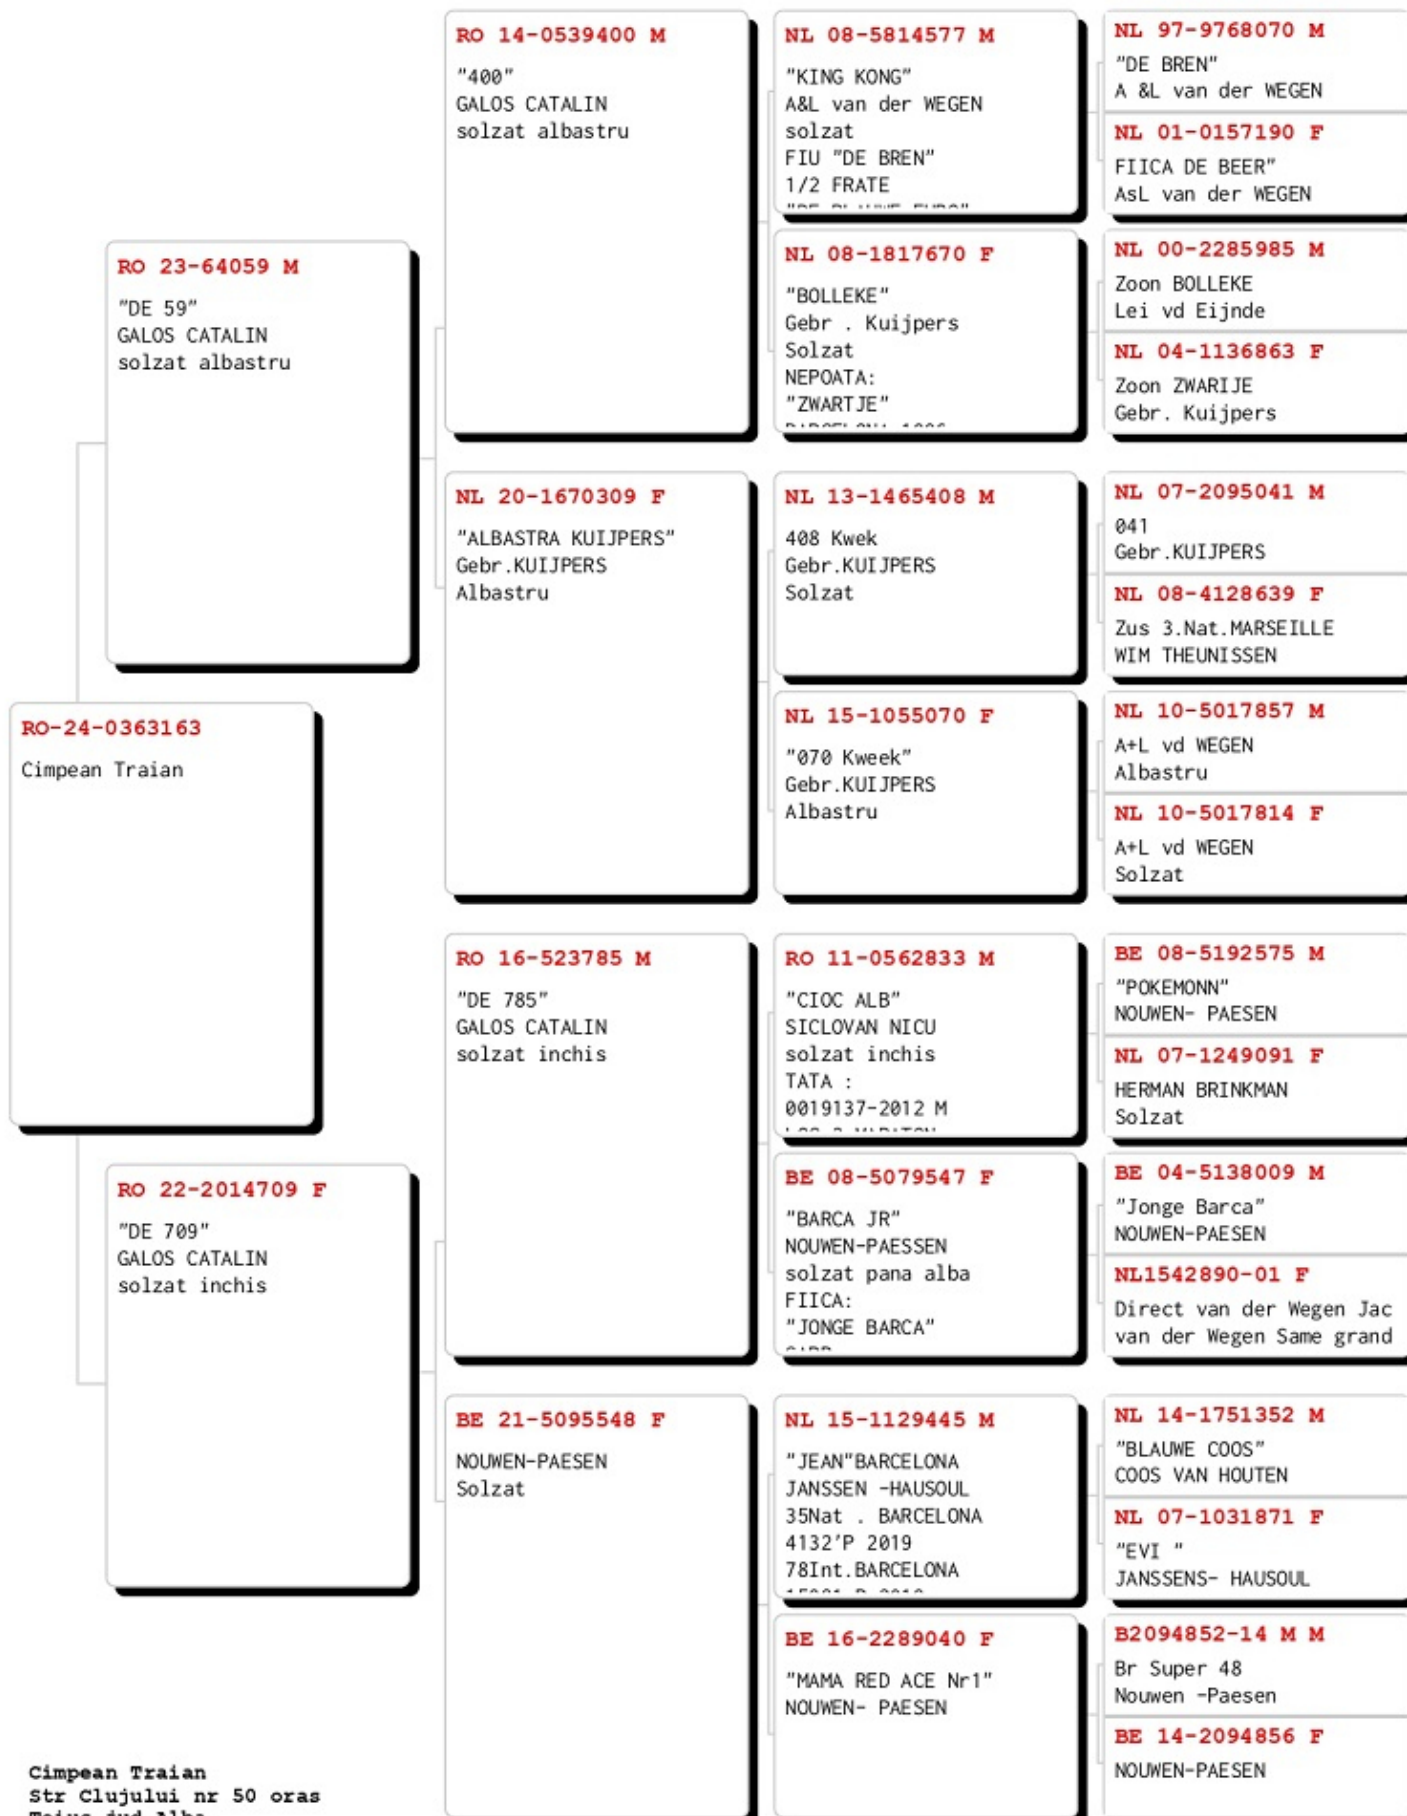 RO-24-0363163
Cimpean Traian
RO 23-64059 M
"DE 59"
GALOS CATALIN
solzat albastru
RO 22-2014709 F
"DE 709"
GALOS CATALIN
solzat inchis
RO 14-0539400 M
"400"
GALOS CATALIN
solzat albastru
NL 20-1670309 F
"ALBASTRA KUIJPERS"
Gebr.KUIJPERS
Albastru
RO 16-523785 M
"DE 785"
GALOS CATALIN
solzat inchis
BE 21-5095548 F
NOUWEN-PAESEN
Solzat
NL 08-5814577 M
"KING KONG"
A&L van der WEGEN
solzat
FIU "DE BREN"
1/2 FRATE
NL 08-1817670 F
"BOLLEKE"
Gebr . Kuijpers
Solzat
NEPOATA:
"ZWARTJE"
NL 13-1465408 M
408 Kwek
Gebr.KUIJPERS
Solzat
NL 15-1055070 F
"070 Kweek"
Gebr.KUIJPERS
Albastru
RO 11-0562833 M
"CIOC ALB"
SICLOVAN NICU
solzat inchis
TATA :
0019137-2012 M
BE 08-5079547 F
"BARCA JR"
NOUWEN-PAESSEN
solzat pana alba
FIICA:
"JONGE BARCA"
NL 15-1129445 M
"JEAN"BARCELONA
JANSSEN -HAUSOUL
35Nat . BARCELONA
4132'P 2019
78Int.BARCELONA
BE 16-2289040 F
"MAMA RED ACE Nr1"
NOUWEN- PAESEN
NL 97-9768070 M
"DE BREN"
A &L van der WEGEN
NL 01-0157190 F
FIICA DE BEER"
AsL van der WEGEN
NL 00-2285985 M
Zoon BOLLEKE
Lei vd Eijnde
NL 04-1136863 F
Zoon ZWARIJE
Gebr. Kuijpers
NL 07-2095041 M
041
Gebr.KUIJPERS
NL 08-4128639 F
Zus 3.Nat.MARSEILLE
WIM THEUNISSEN
NL 10-5017857 M
A+L vd WEGEN
Albastru
NL 10-5017814 F
A+L vd WEGEN
Solzat
BE 08-5192575 M
"POKEMONN"
NOUWEN- PAESEN
NL 07-1249091 F
HERMAN BRINKMAN
Solzat
BE 04-5138009 M
"Jonge Barca"
NOUWEN-PAESEN
NL1542890-01 F
Direct van der Wegen Jac
van der Wegen Same grand
NL 14-1751352 M
"BLAUWE COOS"
COOS VAN HOUTEN
NL 07-1031871 F
"EVI "
JANSSENS- HAUSOUL
B2094852-14 M M
Br Super 48
Nouwen -Paesen
BE 14-2094856 F
NOUWEN-PAESEN
Cimpean Traian
Str Clujului nr 50 oras